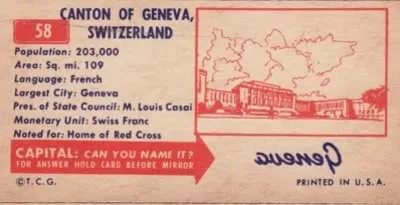 58
CANTON OF GENEVA,
SWITZERLAND
Population: 203,000
Area: Sq. mi. 109
Language: French
Largest City: Geneva
Pres. of State Council: M. Louis Casai
Monetary Unit: Swiss Franc
Noted for: Home of Red Cross
CAPITAL: CAN YOU NAME IT?
FOR ANSWER HOLD CARD BEFORE MIRROR
Geneva
© T. C. G.
PRINTED IN U.S.A.